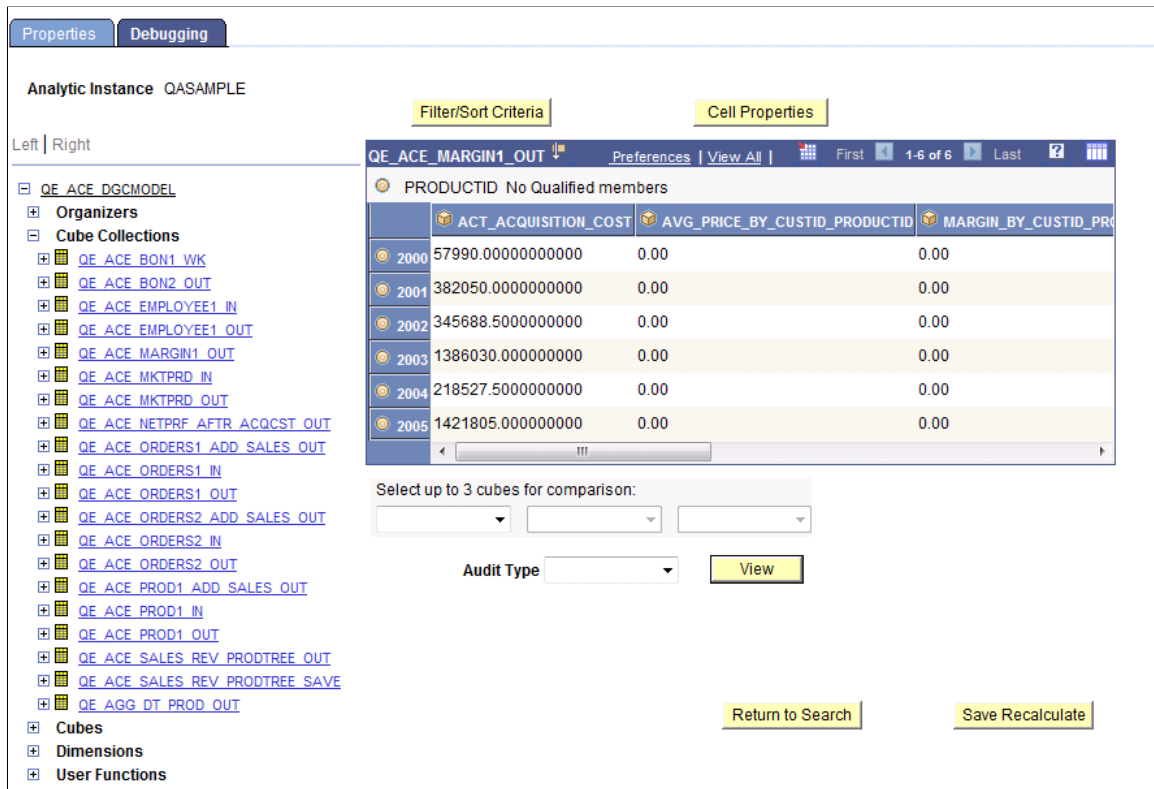 Properties Debugging
Analytic Instance QASAMPLE
Filter/Sort Criteria Cell Properties
Left | Right
QE_ACE_DGCMODEL
Organizers
Cube Collections
QE_ACE_BON1_WK
QE_ACE_BON2_OUT
QE_ACE_EMPLOYEE1_IN
QE_ACE_EMPLOYEE1_OUT
QE_ACE_MARGIN1_OUT
QE_ACE_MKTPRD_IN
QE_ACE_MKTPRD_OUT
QE_ACE_NETPRF_AFTR_ACQCST_OUT
QE_ACE_ORDERS1_ADD_SALES_OUT
QE_ACE_ORDERS1_IN
QE_ACE_ORDERS1_OUT
QE_ACE_ORDERS2_ADD_SALES_OUT
QE_ACE_ORDERS2_IN
QE_ACE_ORDERS2_OUT
QE_ACE_PROD1_ADD_SALES_OUT
QE_ACE_PROD1_IN
QE_ACE_PROD1_OUT
QE_ACE_SALES_REV_PRODTREE_OUT
QE_ACE_SALES_REV_PRODTREE_SAVE
QE_AGG_DT_PROD_OUT
Cubes
Dimensions
User Functions
QE_ACE_MARGIN1_OUT Preferences | View All | First 1-6 of 6 Last ?
PRODUCTID No Qualified members
ACT_ACQUISITION_COST AVG_PRICE_BY_CUSTID_PRODUCTID MARGIN_BY_CUSTID_PRO
2000 57990.00000000000 0.00 0.00
2001 382050.0000000000 0.00 0.00
2002 345688.5000000000 0.00 0.00
2003 1386030.000000000 0.00 0.00
2004 218527.5000000000 0.00 0.00
2005 1421805.000000000 0.00 0.00
Select up to 3 cubes for comparison:
Audit Type View
Return to Search Save Recalculate